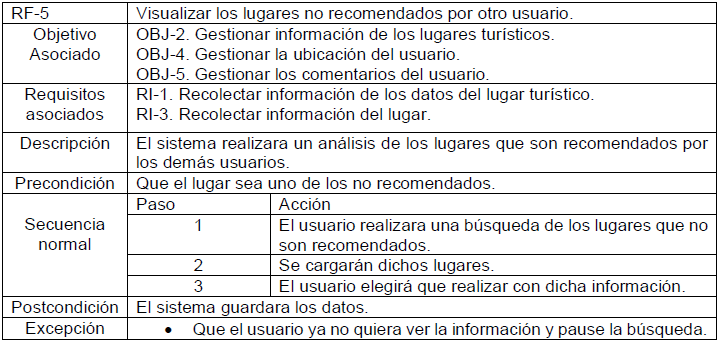 RF-5 Visualizar los lugares no recomendados por otro usuario.
Objetivo Asociado OBJ-2. Gestionar información de los lugares turísticos.
OBJ-4. Gestionar la ubicación del usuario.
OBJ-5. Gestionar los comentarios del usuario.
Requisitos asociados RI-1. Recolectar información de los datos del lugar turístico.
RI-3. Recolectar información del lugar.
Descripción El sistema realizara un análisis de los lugares que son recomendados por
los demás usuarios.
Precondición Que el lugar sea uno de los no recomendados.
Secuencia normal Paso Acción
1 El usuario realizara una búsqueda de los lugares que no
son recomendados.
2 Se cargarán dichos lugares.
3 El usuario elegirá que realizar con dicha información.
Postcondición El sistema guardara los datos.
Excepción • Que el usuario ya no quiera ver la información y pause la búsqueda.